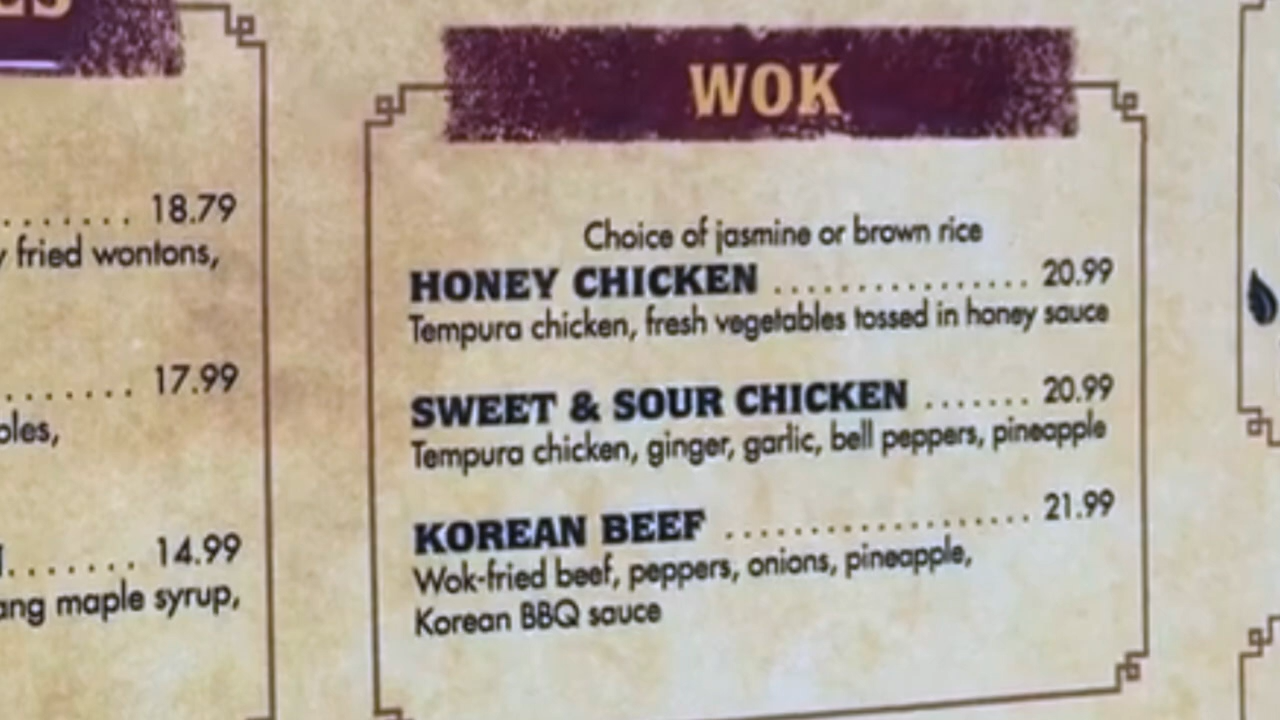 18.79
fried wontons,
17.99
14.99
maple syrup,
WOK
Choice of jasmine or brown rice
HONEY CHICKEN ................ 20.99
Tempura chicken, fresh vegetables tossed in honey sauce
SWEET & SOUR CHICKEN ....... 20.99
Tempura chicken, ginger, garlic, bell peppers, pineapple
KOREAN BEEF .................... 21.99
Wok-fried beef, peppers, onions, pineapple,
Korean BBQ sauce